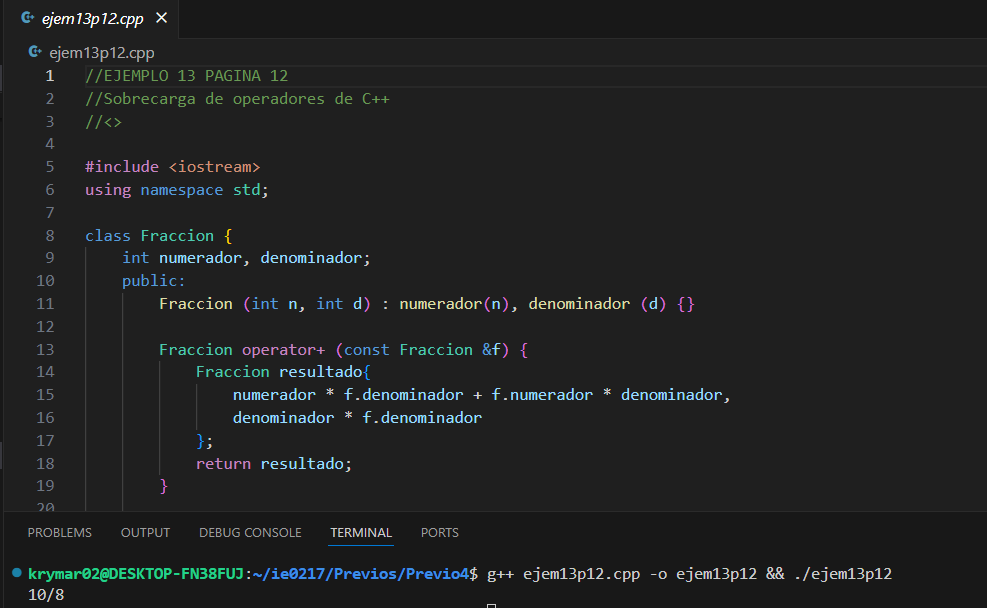 ejem13p12.cpp
ejem13p12.cpp
1 //EJEMPLO 13 PAGINA 12
2 //Sobrecarga de operadores de C++
3 //<>
4
5 #include <iostream>
6 using namespace std;
7
8 class Fraccion {
9     int numerador, denominador;
10     public:
11         Fraccion (int n, int d) : numerador(n), denominador (d) {}
12
13         Fraccion operator+ (const Fraccion &f) {
14             Fraccion resultado{
15                 numerador * f.denominador + f.numerador * denominador,
16                 denominador * f.denominador
17             };
18             return resultado;
19         }
20
PROBLEMS OUTPUT DEBUG CONSOLE TERMINAL PORTS
krymar02@DESKTOP-FN38FUJ:~/ie0217/Previos/Previo4$ g++ ejem13p12.cpp -o ejem13p12 && ./ejem13p12
10/8